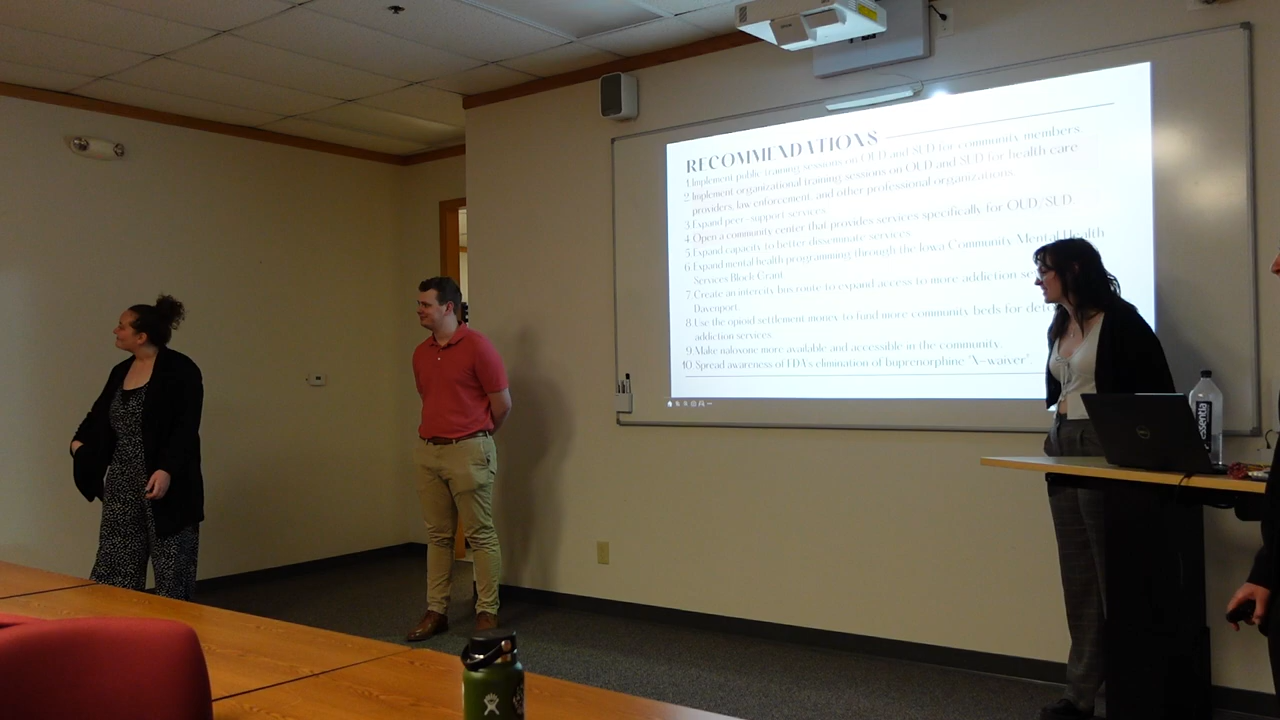 RECOMMENDATIONS
1 Implement public training sessions on OUD and SUD for community members.
2 Implement organizational training sessions on OUD and SUD for health care
providers, law enforcement, and other professional organizations.
3 Expand peer-support services.
4 Open a community center that provides services specifically for OUD/SUD.
5 Expand capacity to better disseminate services.
6 Expand mental health programming through the Iowa Community Mental Health
Services Block Grant.
7 Create an intercity bus route to expand access to more addiction se
Davenport.
8 Use the opioid settlement money to fund more community beds for deto
addiction services.
9 Make naloxone more available and accessible in the community.
10 Spread awareness of FDA's elimination of buprenorphine "X-waiver".
essentia
DELL